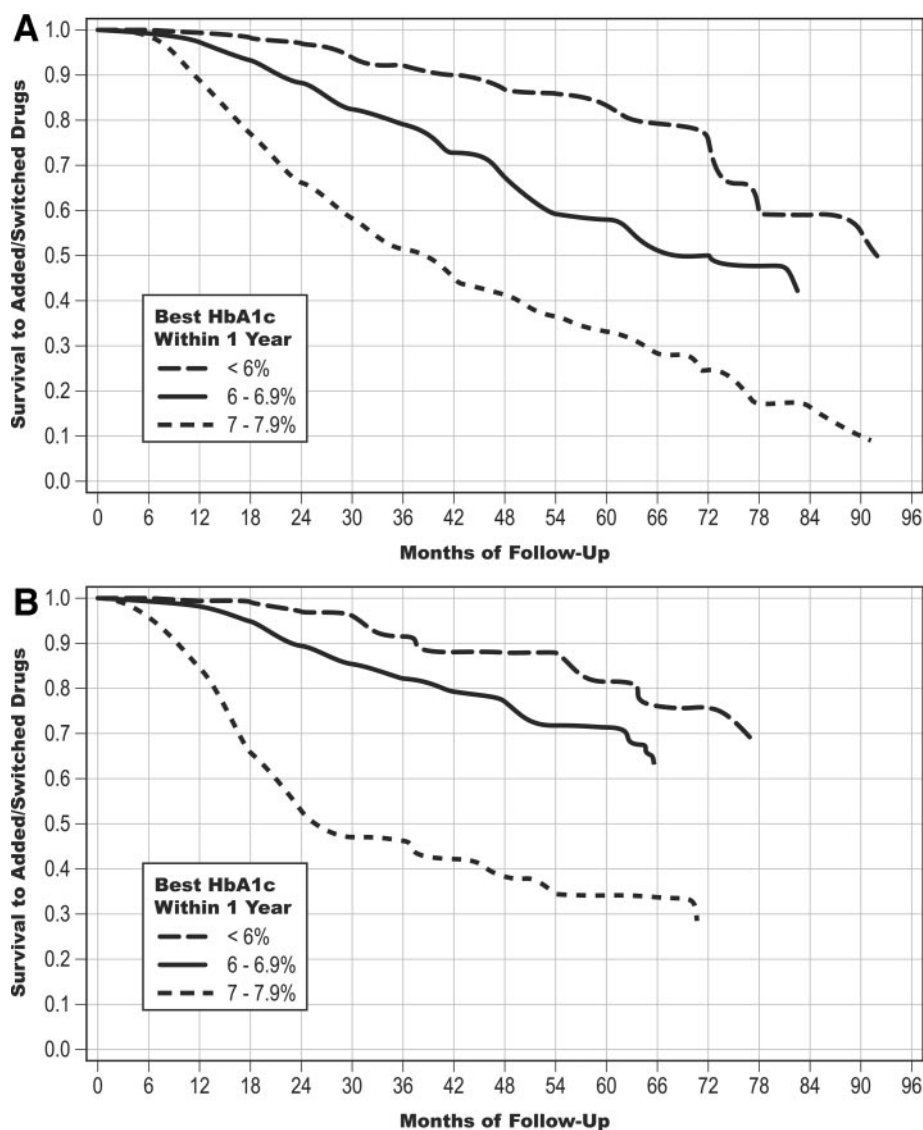 A
1.0
0.9
0.8
0.7
0.6
0.5
0.4
0.3
0.2
0.1
0.0
Survival to Added/Switched Drugs
Best HbA1c
Within 1 Year
< 6%
6 - 6.9%
7 - 7.9%
0 6 12 18 24 30 36 42 48 54 60 66 72 78 84 90 96
Months of Follow-Up
B
1.0
0.9
0.8
0.7
0.6
0.5
0.4
0.3
0.2
0.1
0.0
Survival to Added/Switched Drugs
Best HbA1c
Within 1 Year
< 6%
6 - 6.9%
7 - 7.9%
0 6 12 18 24 30 36 42 48 54 60 66 72 78 84 90 96
Months of Follow-Up